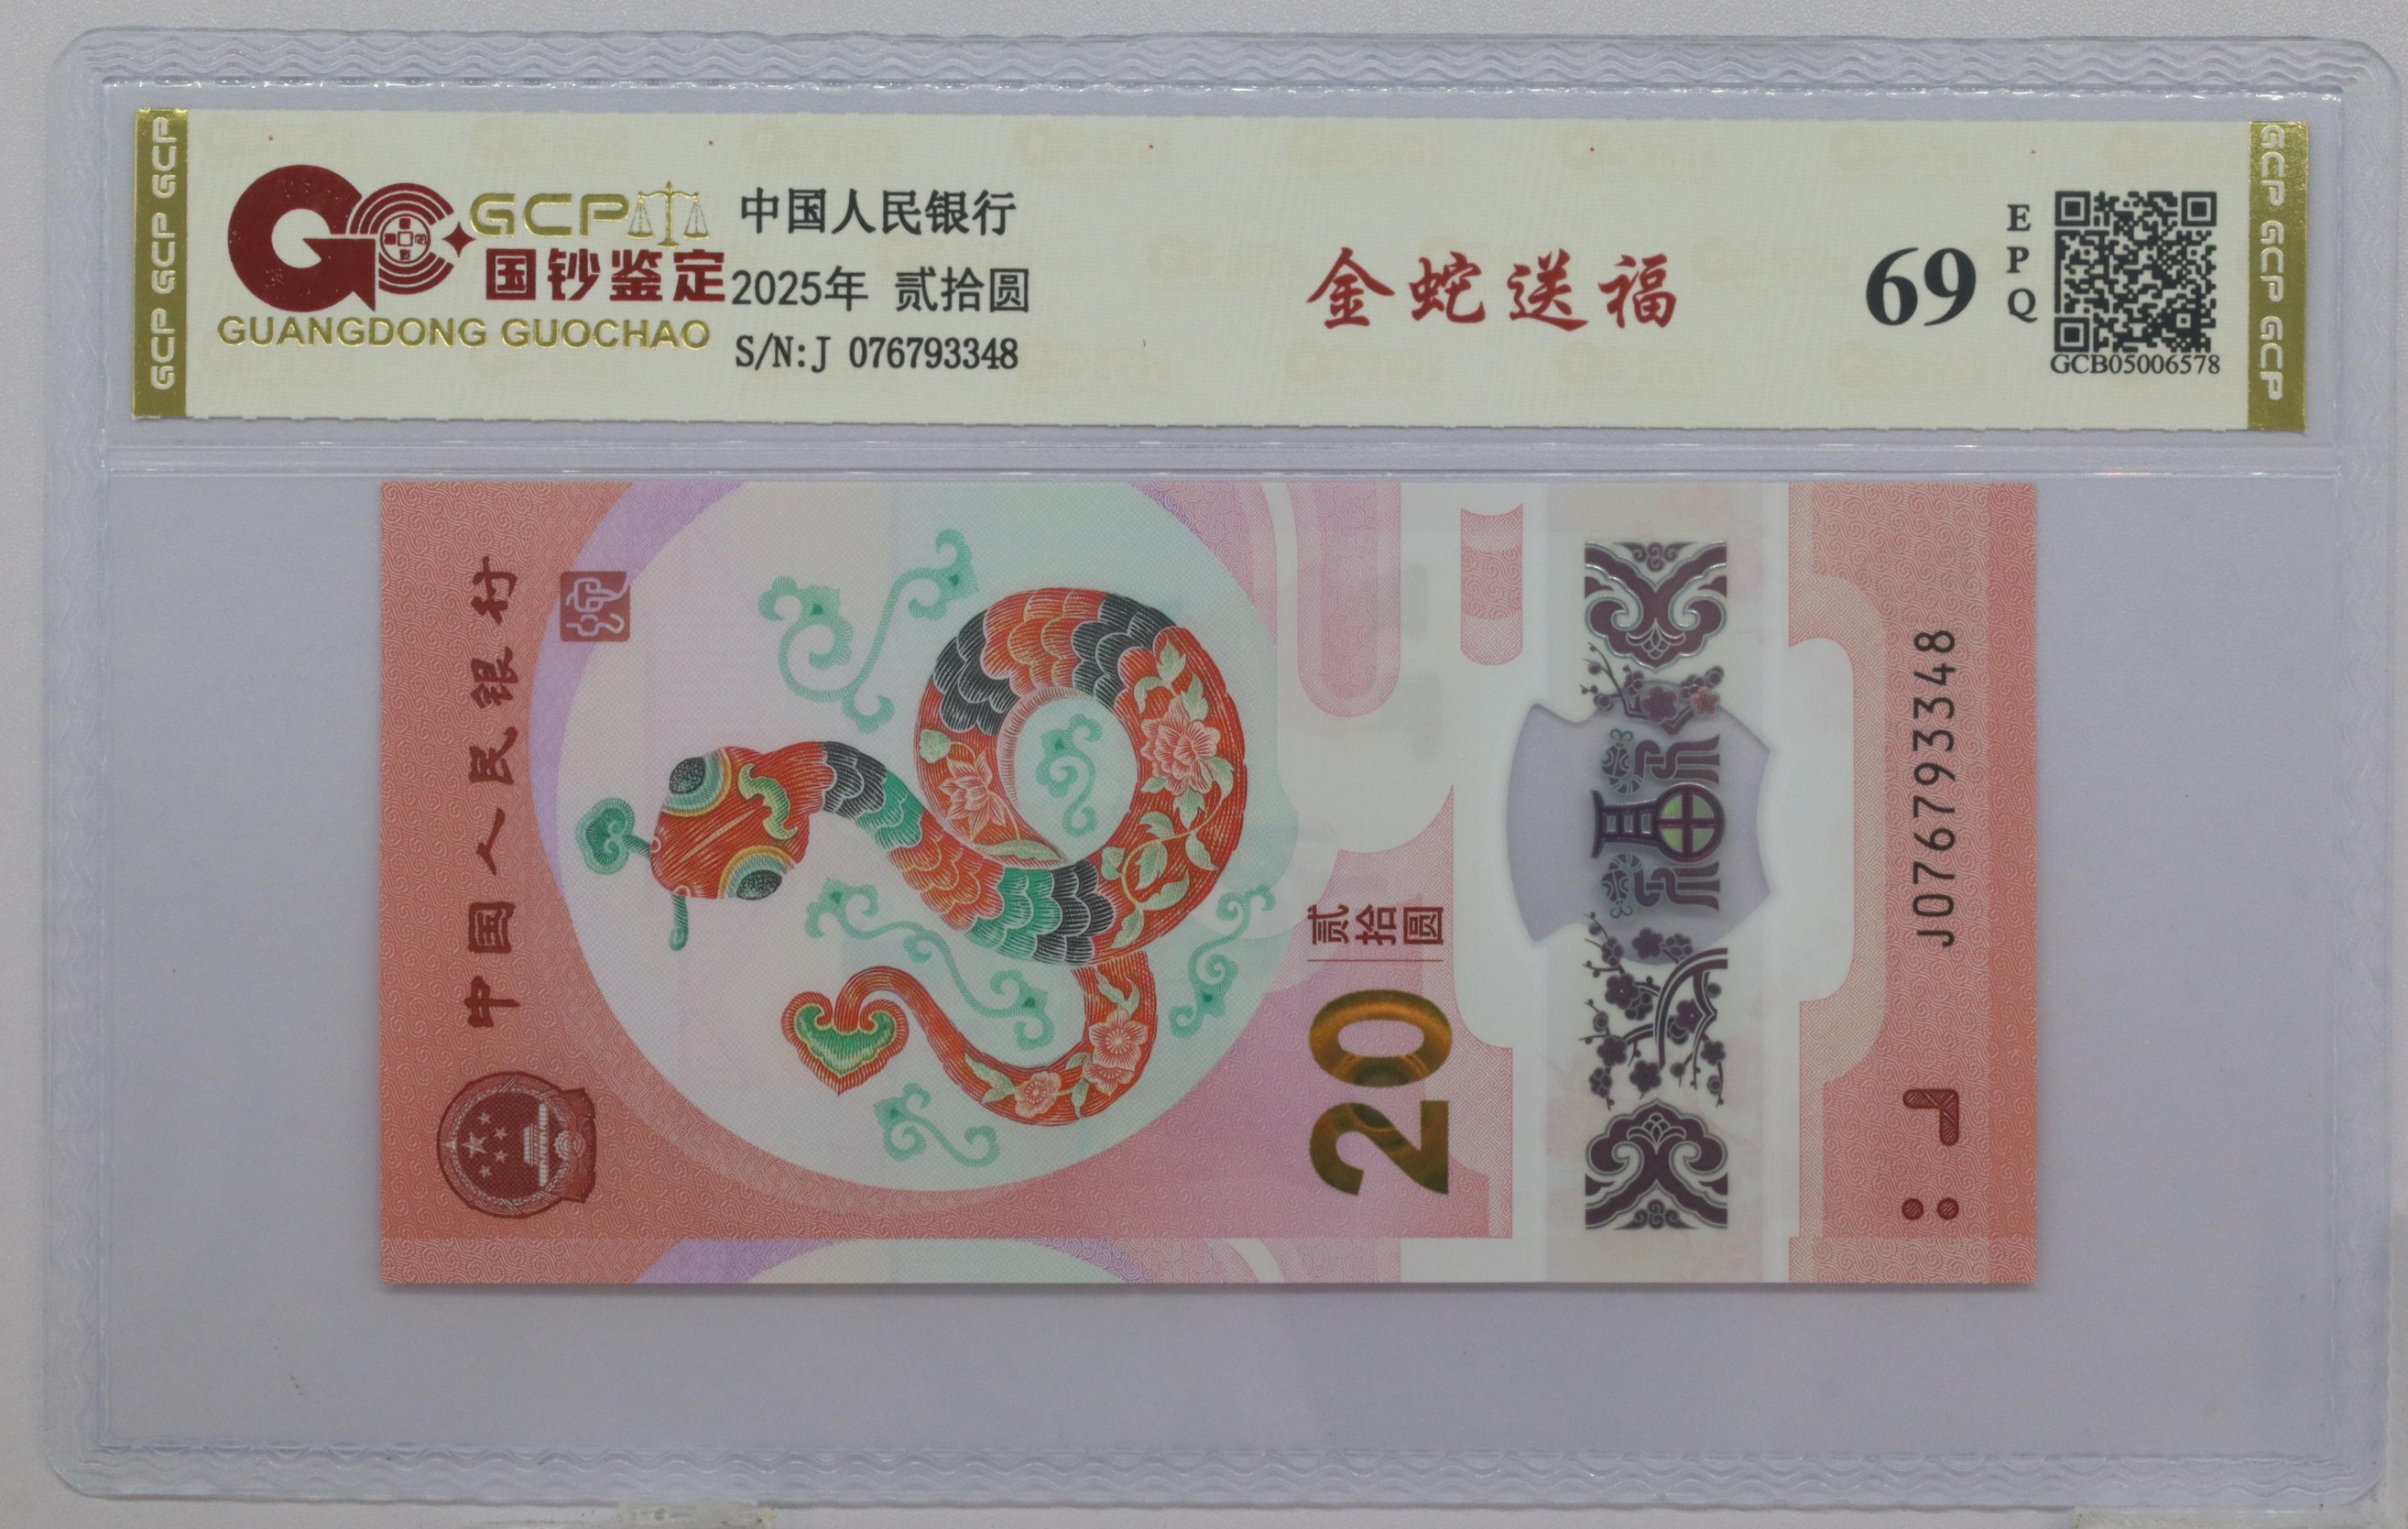 GCP GCP GCP
GCP
国钞鉴定
GUANGDONG GUOCHAO
中国人民银行
2025年 贰拾圆
S/N:J 076793348
金蛇送福
69
EPQ
GCB05006578
GCP GCP GCP
中国人民银行
20
贰拾圆
福
J076793348